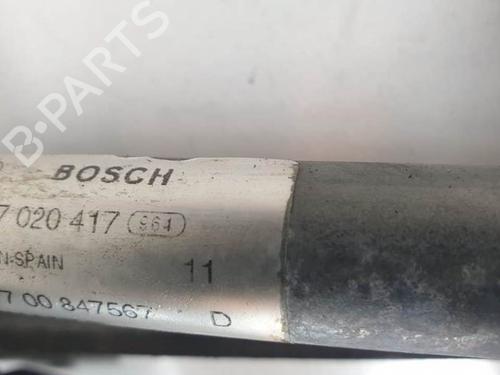 B-PARTS
BOSCH
7 020 417 964
N-SPAIN
11
7 00 847567
D